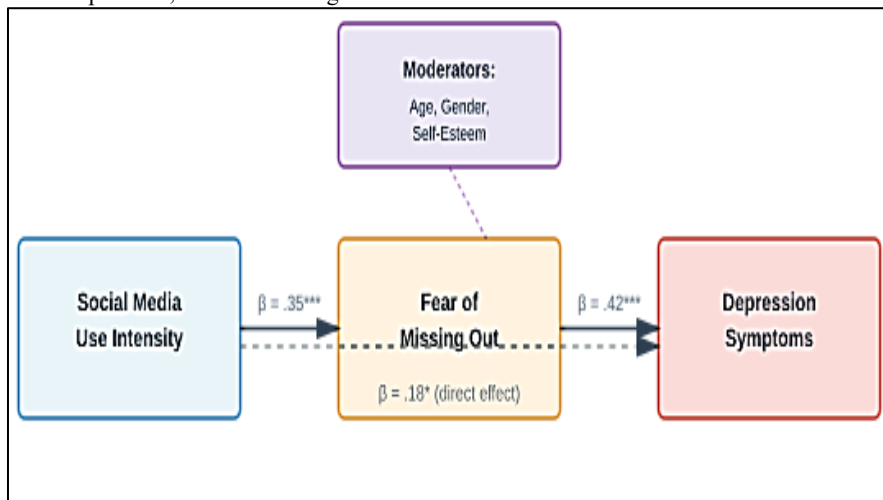 Moderators:
Age, Gender,
Self-Esteem
Social Media
Use Intensity
β = .35***
Fear of
Missing Out
β = .18* (direct effect)
β = .42***
Depression
Symptoms